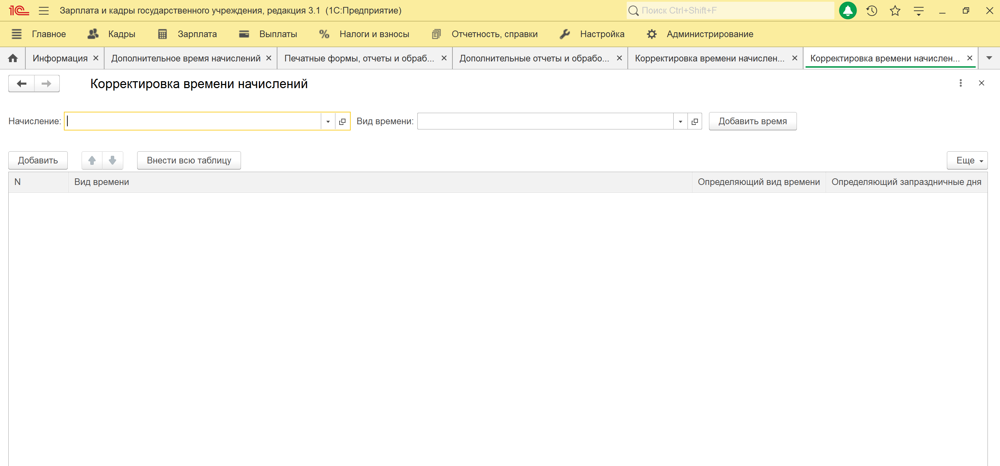 1С Зарплата и кадры государственного учреждения, редакция 3.1 (1С:Предприятие) Поиск Ctrl+Shift+F
Главное Кадры Зарплата Выплаты % Налоги и взносы Отчетность, справки Настройка Администрирование
Информация Дополнительное время начислений Печатные формы, отчеты и обраб... Дополнительные отчеты и обрабо... Корректировка времени начислен... Корректировка времени начислен...
Корректировка времени начислений
Начисление: Вид времени: Добавить время
Добавить Внести всю таблицу Еще
N Вид времени Определяющий вид времени Определяющий запраздничные дня